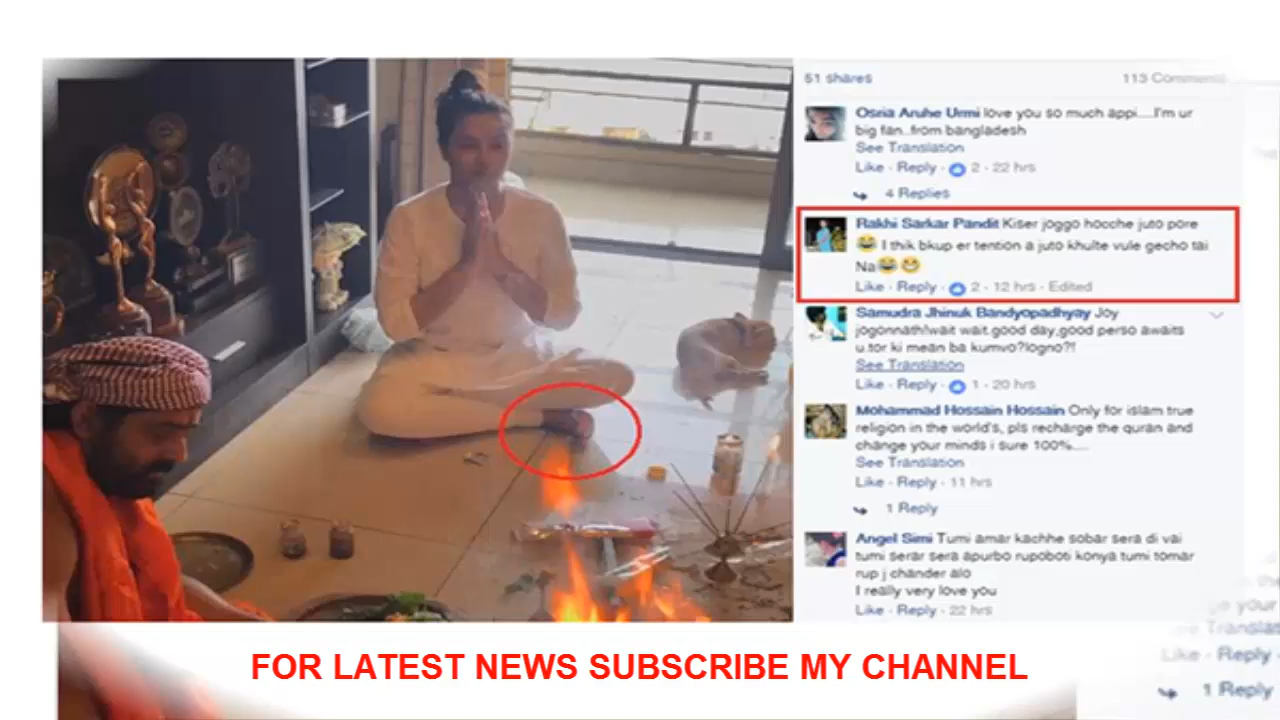 51 shares
113 Comments
Osria Aruhe Urmi love you so much appi....I'm ur
big fan..from bangladesh
See Translation
Like · Reply · 2 · 22 hrs
4 Replies
Rakhi Sarkar Pandit Kiser joggo hocche juto pore
😂 I thik bkup er tention a juto khulte vule gecho tai
Na😂😁
Like · Reply · 2 · 12 hrs · Edited
Samudra Jhinuk Bandyopadhyay Joy
jogonnath!wait wait.good day,good perso awaits
u.tor ki mean ba kumvo?logno?!
See Translation
Like · Reply · 1 · 20 hrs
Mohammad Hossain Hossain Only for islam true
religion in the world's, pls recharge the quran and
change your minds i sure 100%....
See Translation
Like · Reply · 11 hrs
1 Reply
Angel Simi Tumi amar kachhe sobar sera di vai
tumi serar sera apurbo rupoboti konya tumi tomar
rup j chander alo
I really very love you
Like · Reply · 22 hrs
FOR LATEST NEWS SUBSCRIBE MY CHANNEL
Like · Reply
1 Reply